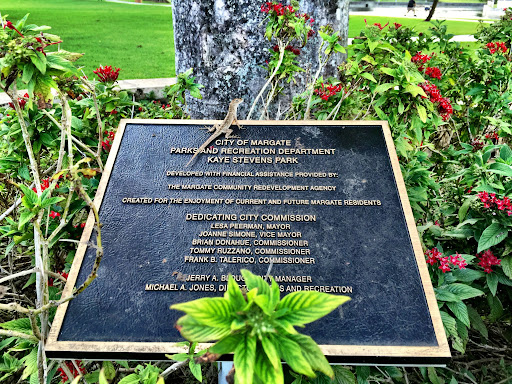 CITY OF MARGATE
PARKS AND RECREATION DEPARTMENT
KAYE STEVENS PARK
DEVELOPED WITH FINANCIAL ASSISTANCE PROVIDED BY:
THE MARGATE COMMUNITY REDEVELOPMENT AGENCY
CREATED FOR THE ENJOYMENT OF CURRENT AND FUTURE MARGATE RESIDENTS
DEDICATING CITY COMMISSION
LESA PEERMAN, MAYOR
JOANNE SIMONE, VICE MAYOR
BRIAN DONAHUE, COMMISSIONER
TOMMY RUZZANO, COMMISSIONER
FRANK B. TALERICO, COMMISSIONER
JERRY A. MANAGER
MICHAEL A. JONES, AND RECREATION